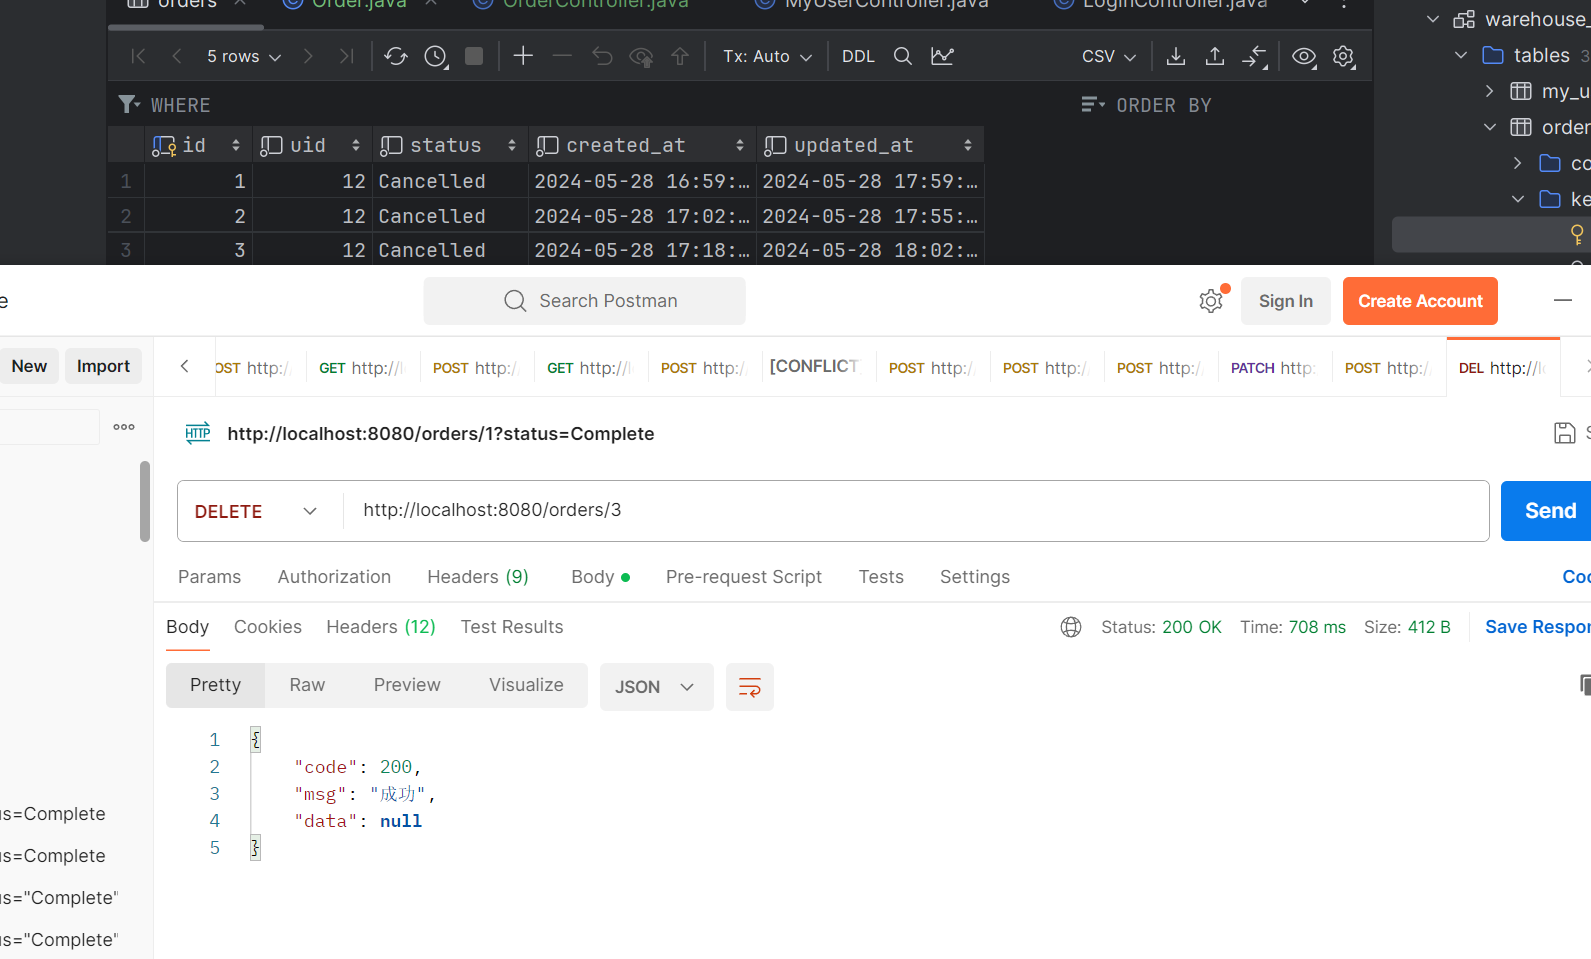 orders
Order.java
OrderController.java
MyUserController.java
LoginController.java
5 rows
Tx: Auto
DDL
CSV
WHERE
ORDER BY
id uid status created_at updated_at
1 1 12 Cancelled 2024-05-28 16:59:… 2024-05-28 17:59:…
2 2 12 Cancelled 2024-05-28 17:02:… 2024-05-28 17:55:…
3 3 12 Cancelled 2024-05-28 17:18:… 2024-05-28 18:02:…
warehouse_
tables 3
my_u
order
co
ke
e
Search Postman
Sign In
Create Account
New
Import
OST http:/
GET http://l
POST http:/
GET http://l
POST http:/
[CONFLICT
POST http:/
POST http:/
POST http:/
PATCH http:
POST http:/
DEL http://lo
http://localhost:8080/orders/1?status=Complete
S
DELETE
http://localhost:8080/orders/3
Send
Params
Authorization
Headers (9)
Body
Pre-request Script
Tests
Settings
Coo
Body
Cookies
Headers (12)
Test Results
Status: 200 OK
Time: 708 ms
Size: 412 B
Save Respon
Pretty
Raw
Preview
Visualize
JSON
1 {
2 "code": 200,
3 "msg": "成功",
4 "data": null
5 }
us=Complete
us=Complete
us="Complete"
us="Complete"